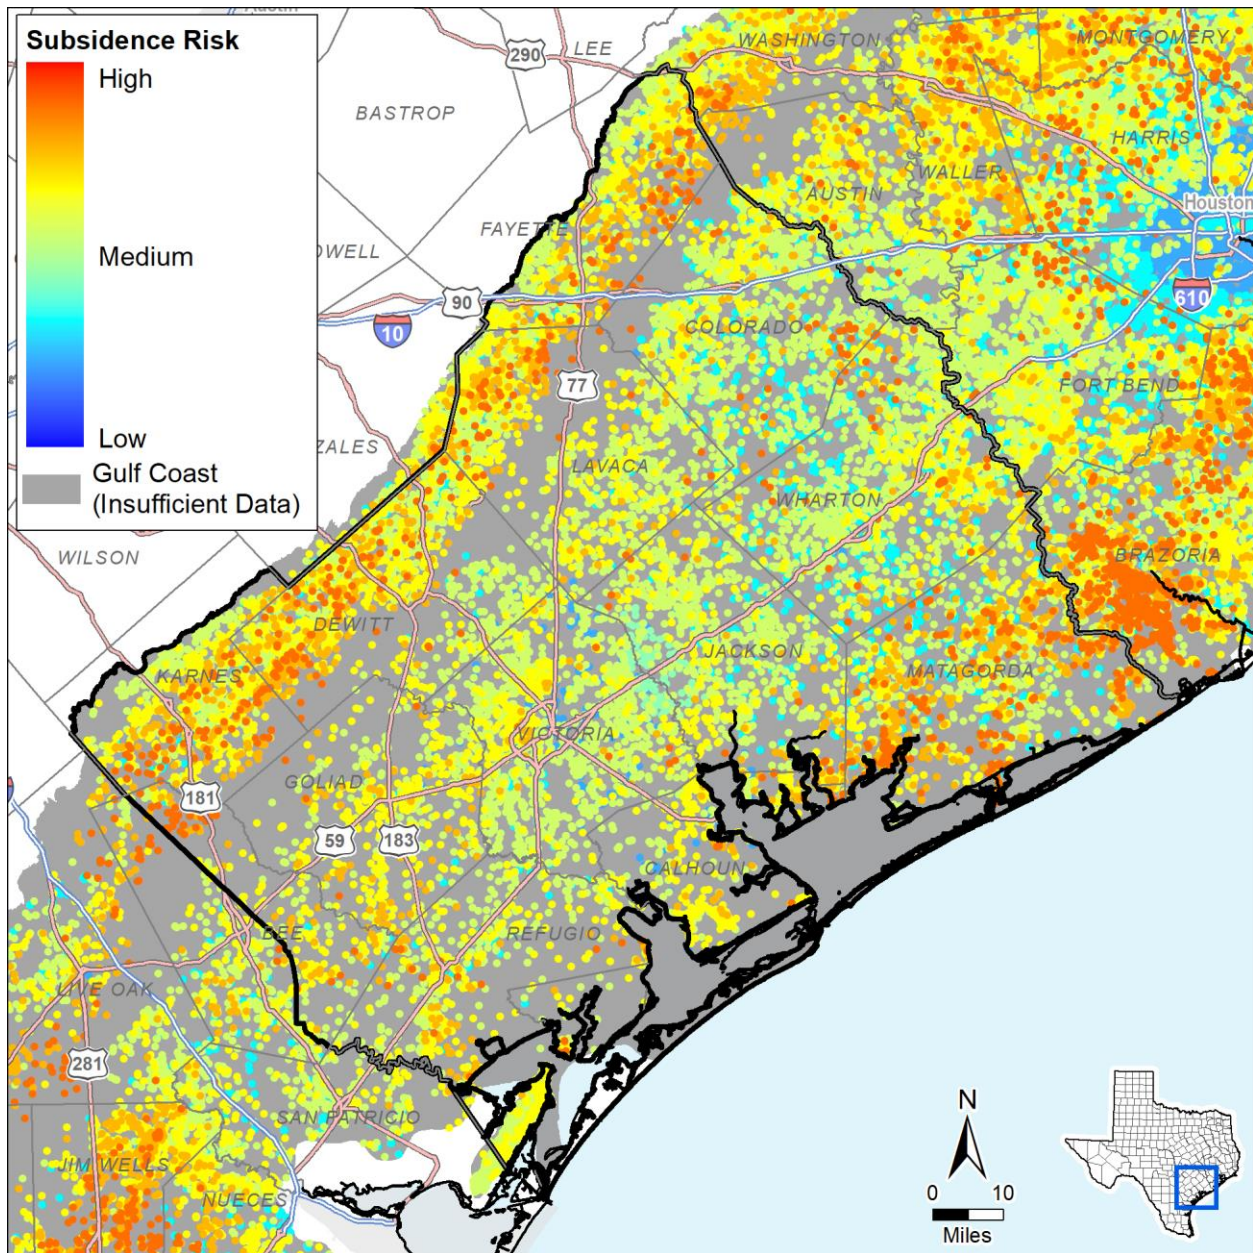 Austin
Subsidence Risk
High
Medium
Low
Gulf Coast
(Insufficient Data)
290
LEE
WASHINGTON
MONTGOMERY
BASTROP
HARRIS
WALLER
AUSTIN
Houston
FAYETTE
DWELL
90
10
610
COLORADO
77
FORT BEND
ZALES
LAVACA
WHARTON
WILSON
BRAZORIA
DEWITT
JACKSON
KARNES
MATAGORDA
VICTORIA
GOLIAD
181
59
183
CALHOUN
BEE
REFUGIO
LIVE OAK
281
SAN PATRICIO
JIM WELLS
NUECES
N
0 10
Miles